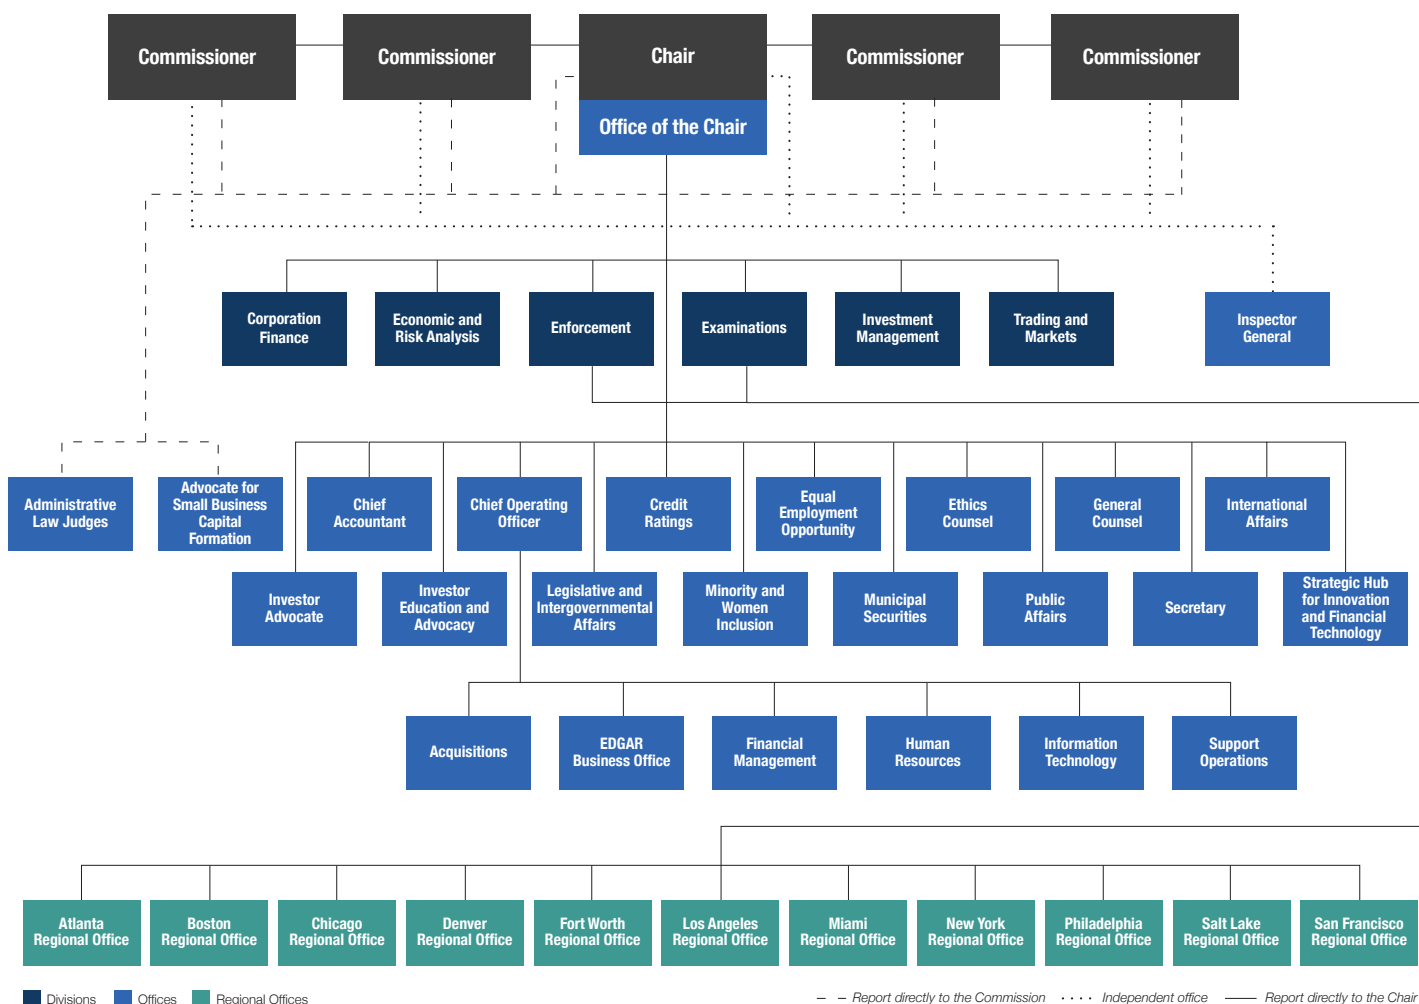 Commissioner
Commissioner
Chair
Commissioner
Commissioner
Office of the Chair
Corporation
Finance
Economic and
Risk Analysis
Enforcement
Examinations
Investment
Management
Trading and
Markets
Inspector
General
Administrative
Law Judges
Advocate for
Small Business
Capital
Formation
Chief
Accountant
Chief Operating
Officer
Credit
Ratings
Equal
Employment
Opportunity
Ethics
Counsel
General
Counsel
International
Affairs
Investor
Advocate
Investor
Education and
Advocacy
Legislative and
Intergovernmental
Affairs
Minority and
Women
Inclusion
Municipal
Securities
Public
Affairs
Secretary
Strategic Hub
for Innovation
and Financial
Technology
Acquisitions
EDGAR
Business Office
Financial
Management
Human
Resources
Information
Technology
Support
Operations
Atlanta
Regional Office
Boston
Regional Office
Chicago
Regional Office
Denver
Regional Office
Fort Worth
Regional Office
Los Angeles
Regional Office
Miami
Regional Office
New York
Regional Office
Philadelphia
Regional Office
Salt Lake
Regional Office
San Francisco
Regional Office
Divisions
Offices
Regional Offices
Report directly to the Commission
Independent office
Report directly to the Chair